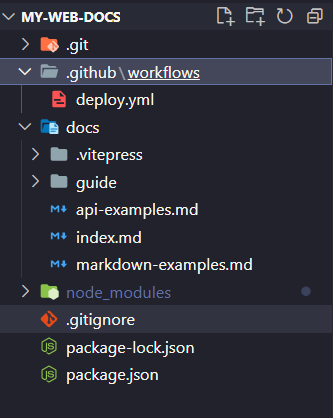 MY-WEB-DOCS
.git
.github\workflows
deploy.yml
docs
.vitepress
guide
api-examples.md
index.md
markdown-examples.md
node_modules
.gitignore
package-lock.json
package.json